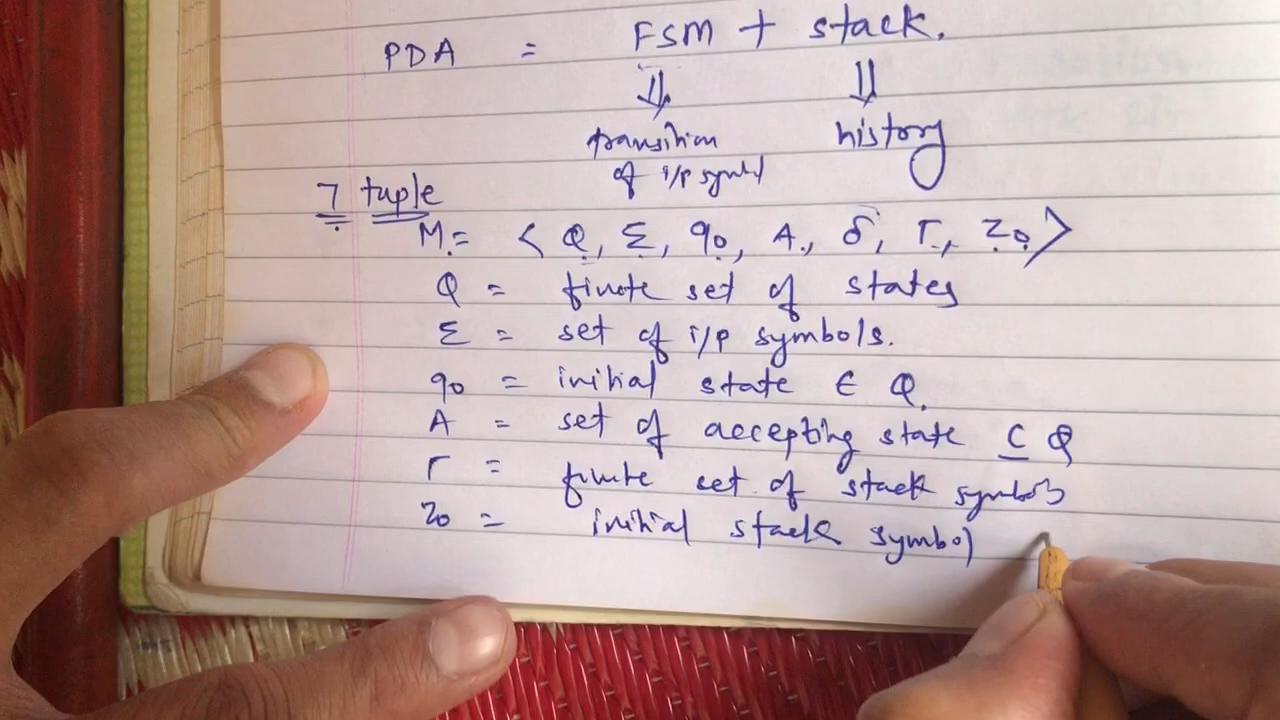 PDA = FSM + stack.
⇓ ⇓
transition history
of i/p symbol
7 tuple
M = < Q, Σ, q0, A, δ, Γ, Z0 >
Q = finite set of states
Σ = set of i/p symbols.
q0 = initial state ∈ Q.
A = set of accepting state ⊆ Q
Γ = finite set of stack symbols
Z0 = initial stack symbol